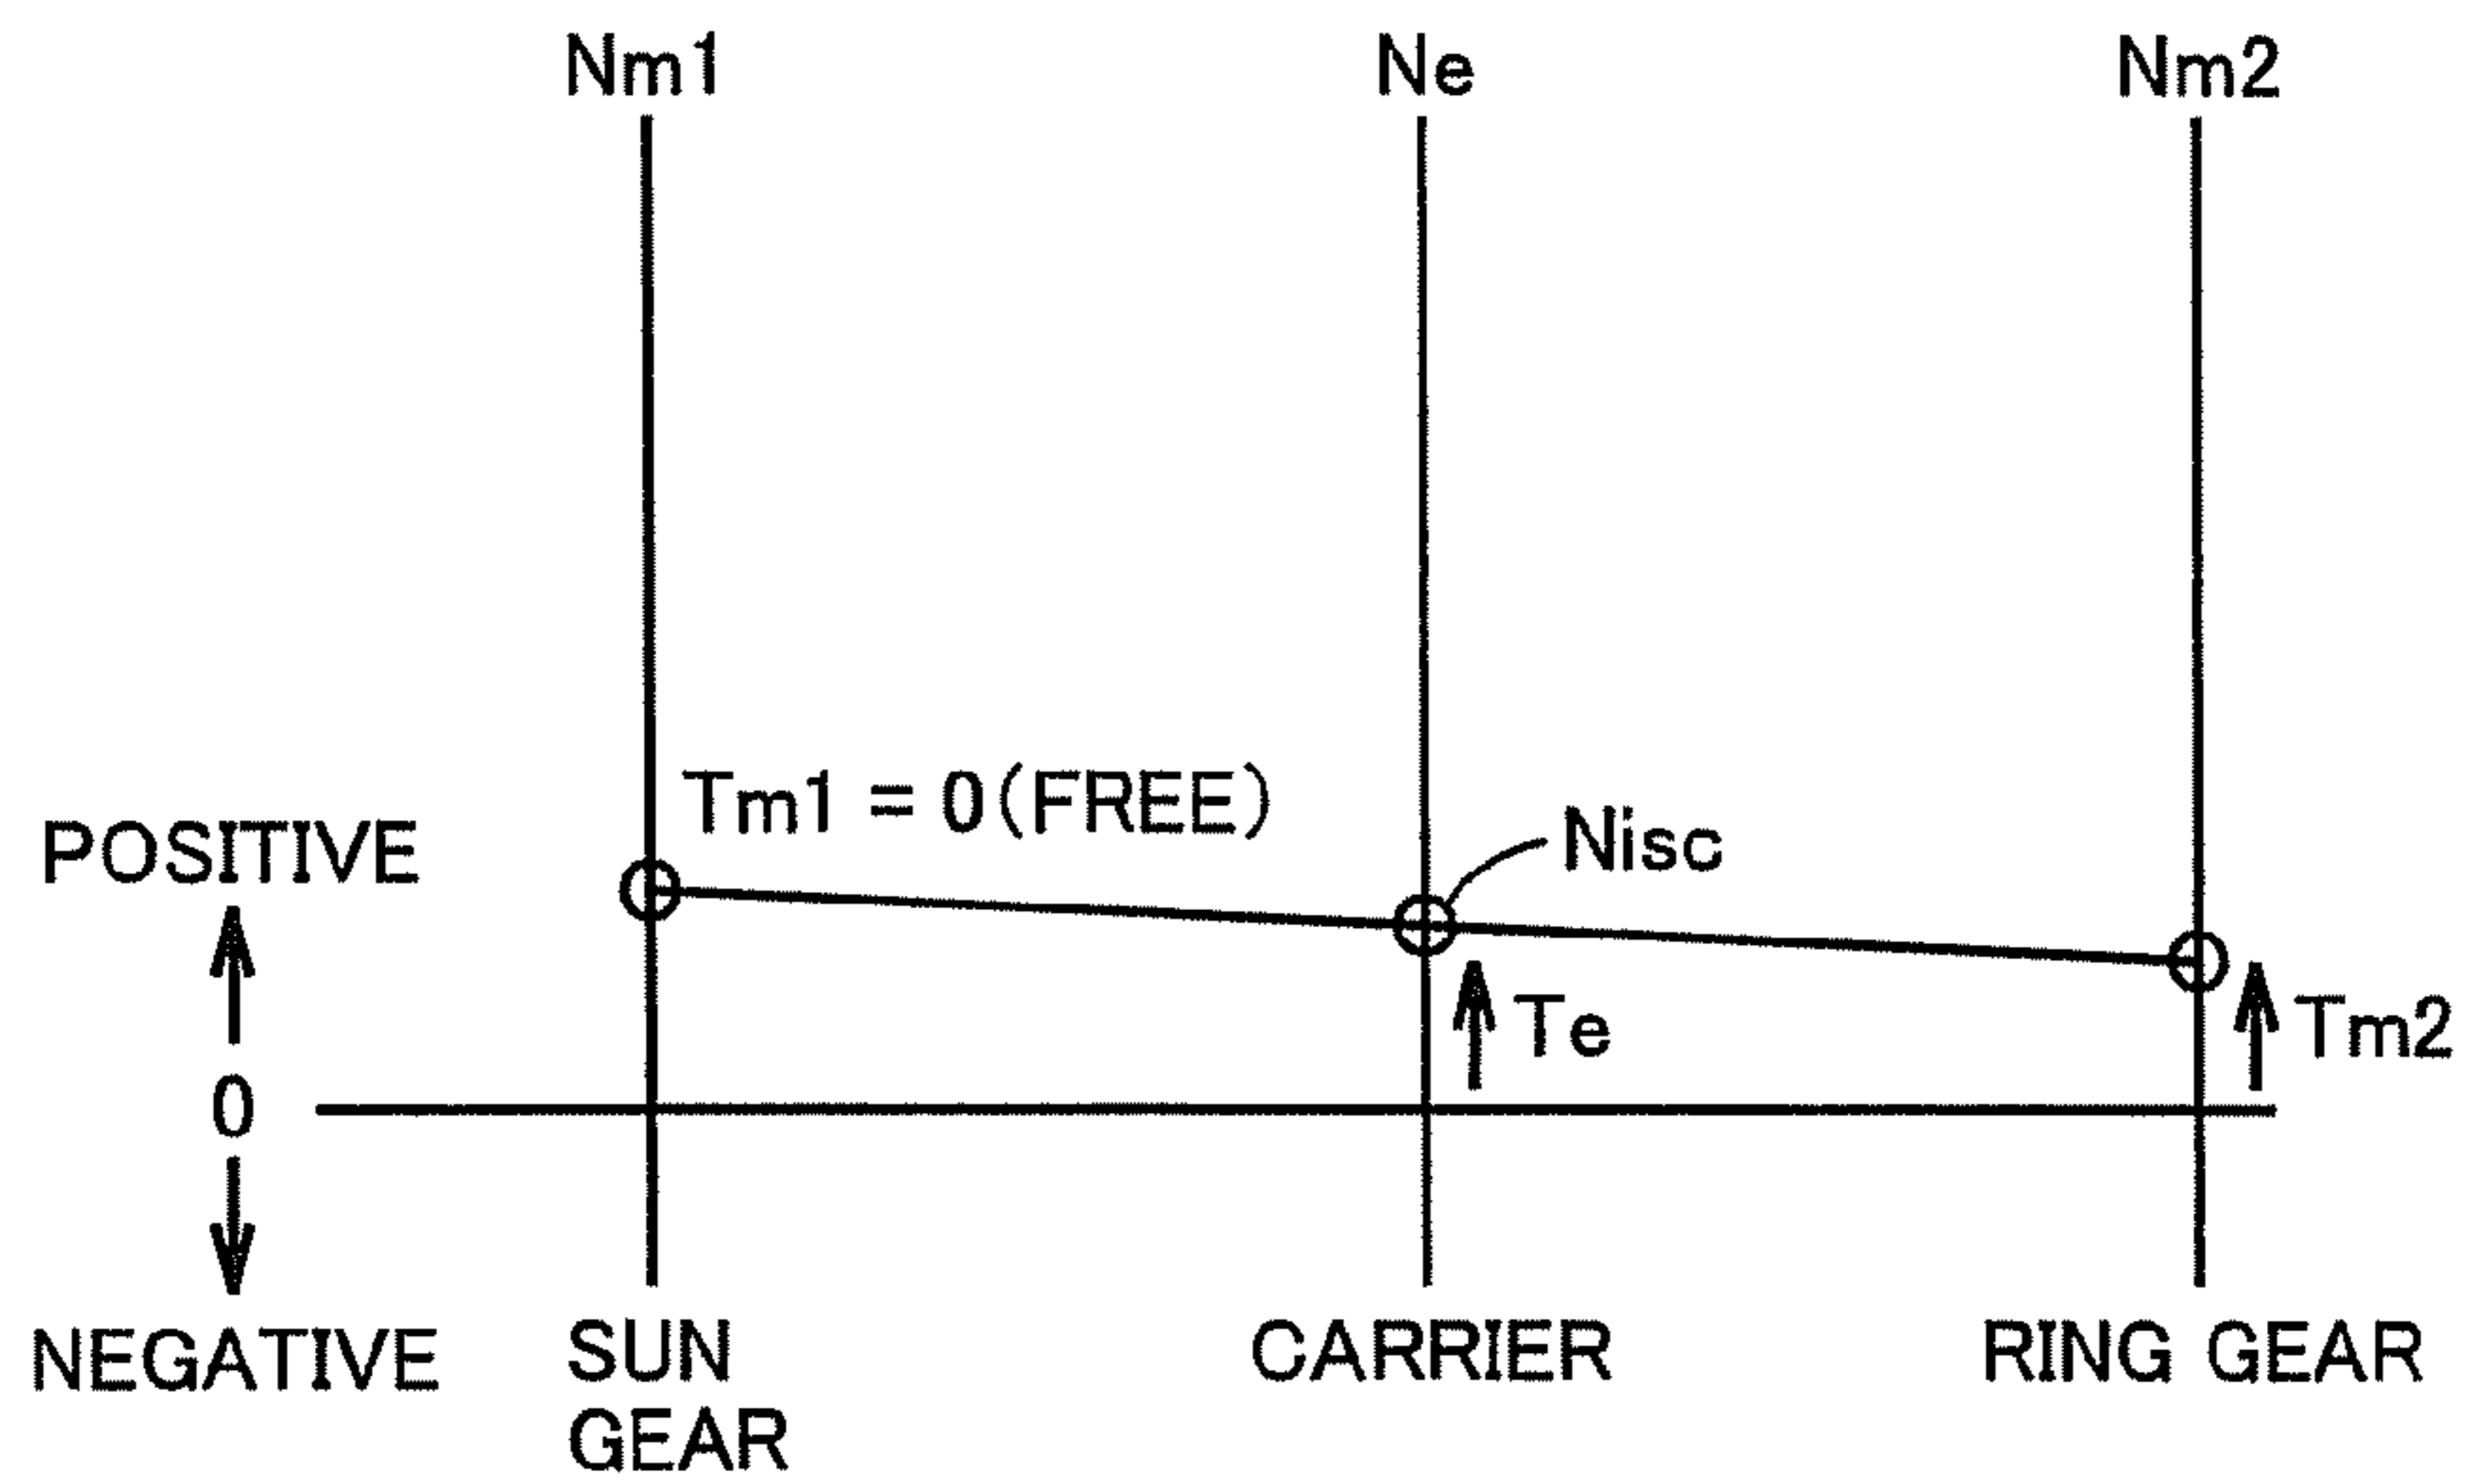 Nm1
Ne
Nm2
Tm1 = 0(FREE)
Nisc
POSITIVE
Te
Tm2
0
NEGATIVE
SUN
GEAR
CARRIER
RING GEAR